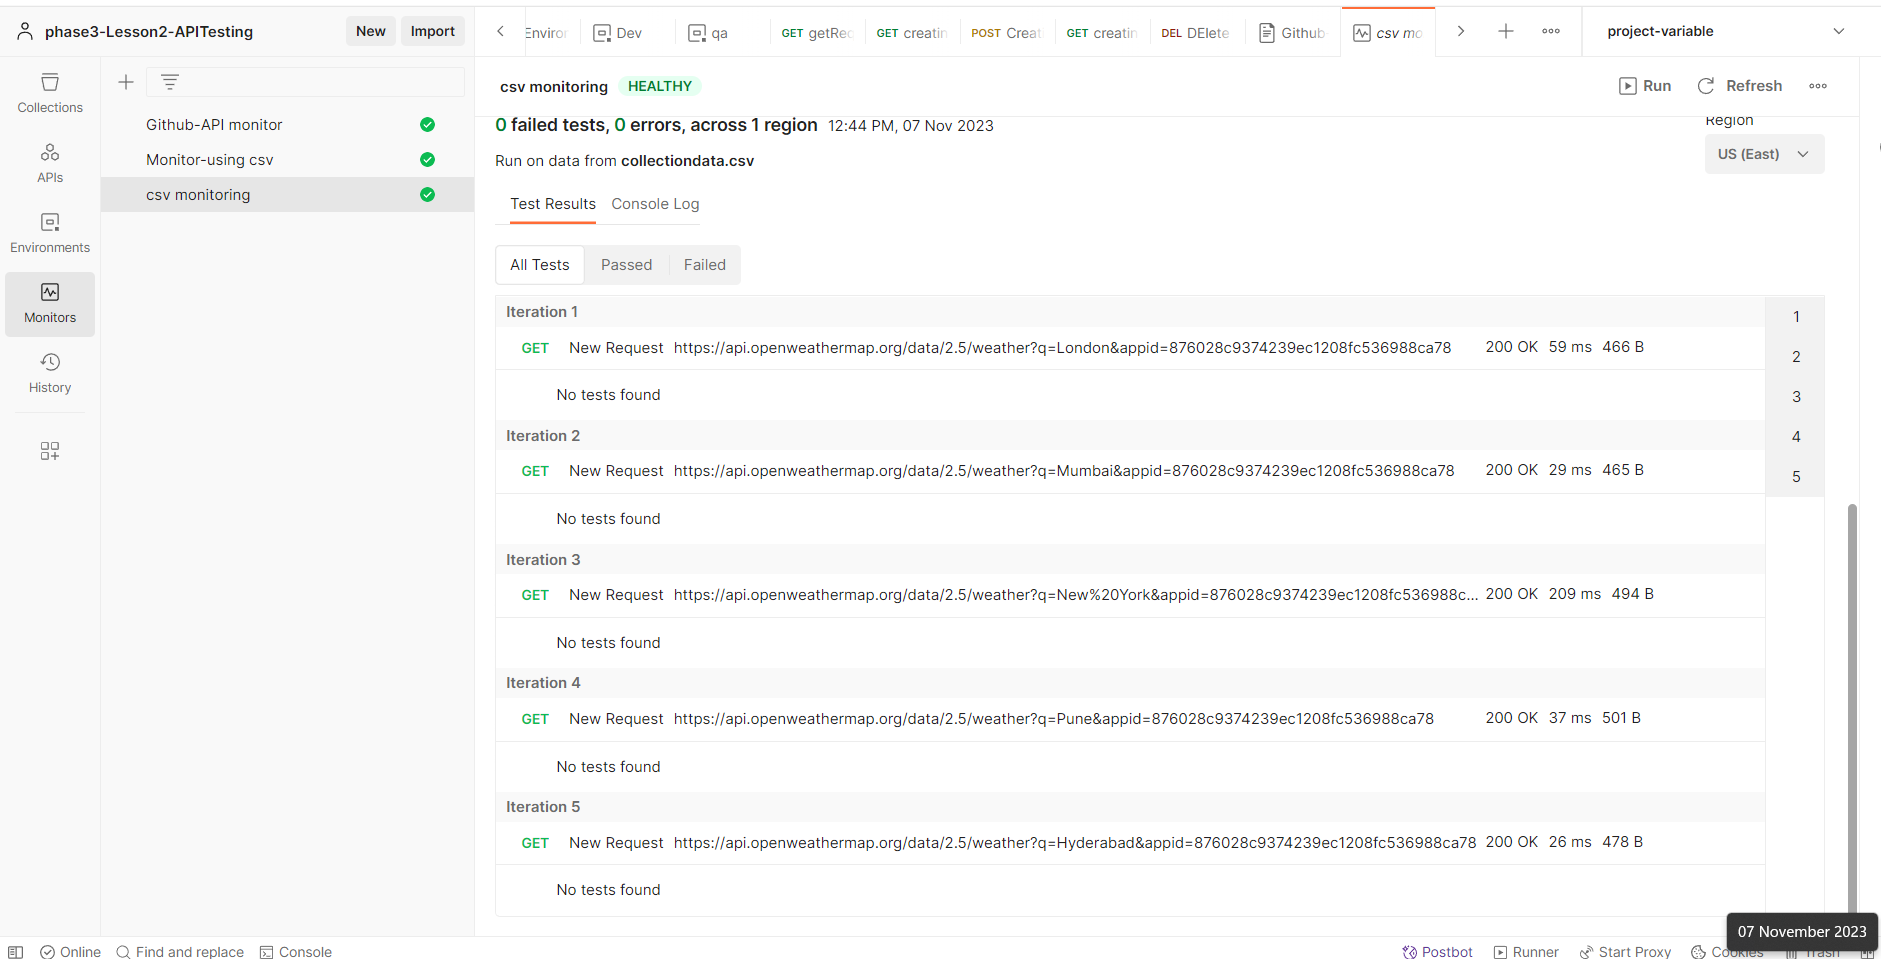 phase3-Lesson2-APITesting
New
Import
Environ
Dev
qa
GET getRec
GET creatin
POST Creat
GET creatin
DEL DElete
Github
csv mo
project-variable
Collections
APIs
Environments
Monitors
History
Github-API monitor
Monitor-using csv
csv monitoring
csv monitoring HEALTHY
Run
Refresh
0 failed tests, 0 errors, across 1 region 12:44 PM, 07 Nov 2023
Region
US (East)
Run on data from collectiondata.csv
Test Results Console Log
All Tests Passed Failed
Iteration 1
GET New Request https://api.openweathermap.org/data/2.5/weather?q=London&appid=876028c9374239ec1208fc536988ca78 200 OK 59 ms 466 B
No tests found
Iteration 2
GET New Request https://api.openweathermap.org/data/2.5/weather?q=Mumbai&appid=876028c9374239ec1208fc536988ca78 200 OK 29 ms 465 B
No tests found
Iteration 3
GET New Request https://api.openweathermap.org/data/2.5/weather?q=New%20York&appid=876028c9374239ec1208fc536988c... 200 OK 209 ms 494 B
No tests found
Iteration 4
GET New Request https://api.openweathermap.org/data/2.5/weather?q=Pune&appid=876028c9374239ec1208fc536988ca78 200 OK 37 ms 501 B
No tests found
Iteration 5
GET New Request https://api.openweathermap.org/data/2.5/weather?q=Hyderabad&appid=876028c9374239ec1208fc536988ca78 200 OK 26 ms 478 B
No tests found
1
2
3
4
5
07 November 2023
Online Find and replace Console Postbot Runner Start Proxy Cookies Trash